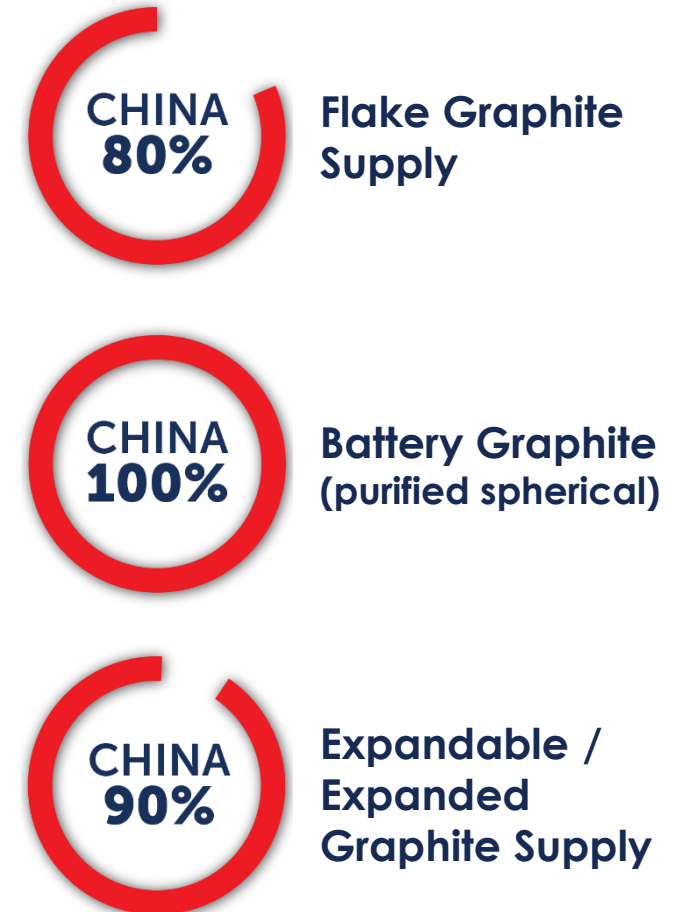 CHINA
80%
Flake Graphite
Supply
CHINA
100%
Battery Graphite
(purified spherical)
CHINA
90%
Expandable /
Expanded
Graphite Supply